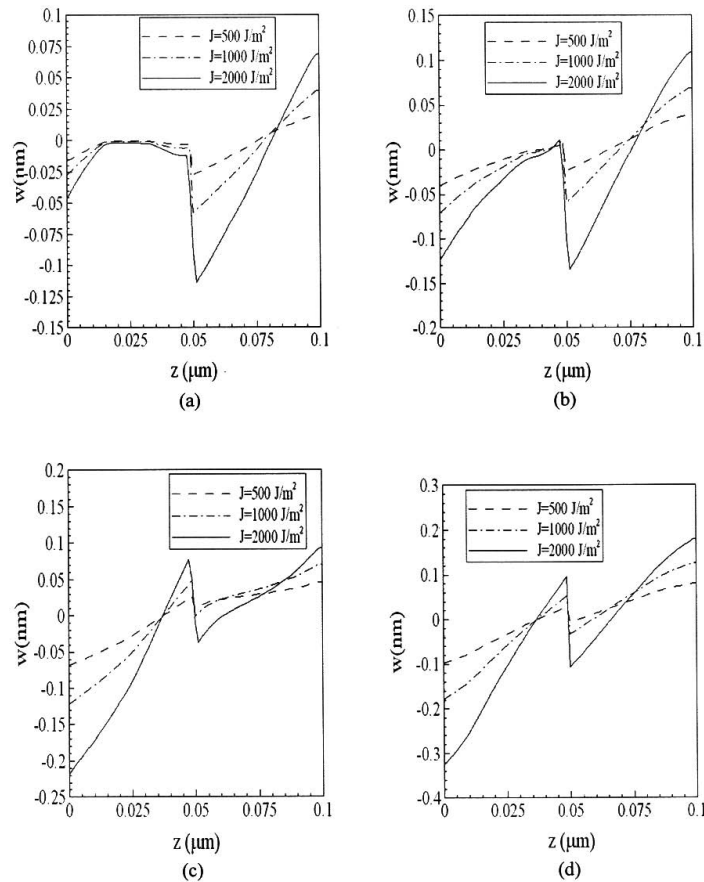 0.1
0.075
0.05
0.025
0
-0.025
-0.05
-0.075
-0.1
-0.125
-0.15
w(nm)
J=500 J/m²
J=1000 J/m²
J=2000 J/m²
0 0.025 0.05 0.075 0.1
z (μm)
(a)
0.15
0.1
0.05
0
-0.05
-0.1
-0.15
-0.2
w(nm)
J=500 J/m²
J=1000 J/m²
J=2000 J/m²
0 0.025 0.05 0.075 0.1
z (μm)
(b)
0.2
0.15
0.1
0.05
0
-0.05
-0.1
-0.15
-0.2
-0.25
w(nm)
J=500 J/m²
J=1000 J/m²
J=2000 J/m²
0 0.025 0.05 0.075 0.1
z (μm)
(c)
0.3
0.2
0.1
0
-0.1
-0.2
-0.3
-0.4
w(nm)
J=500 J/m²
J=1000 J/m²
J=2000 J/m²
0 0.025 0.05 0.075 0.1
z (μm)
(d)